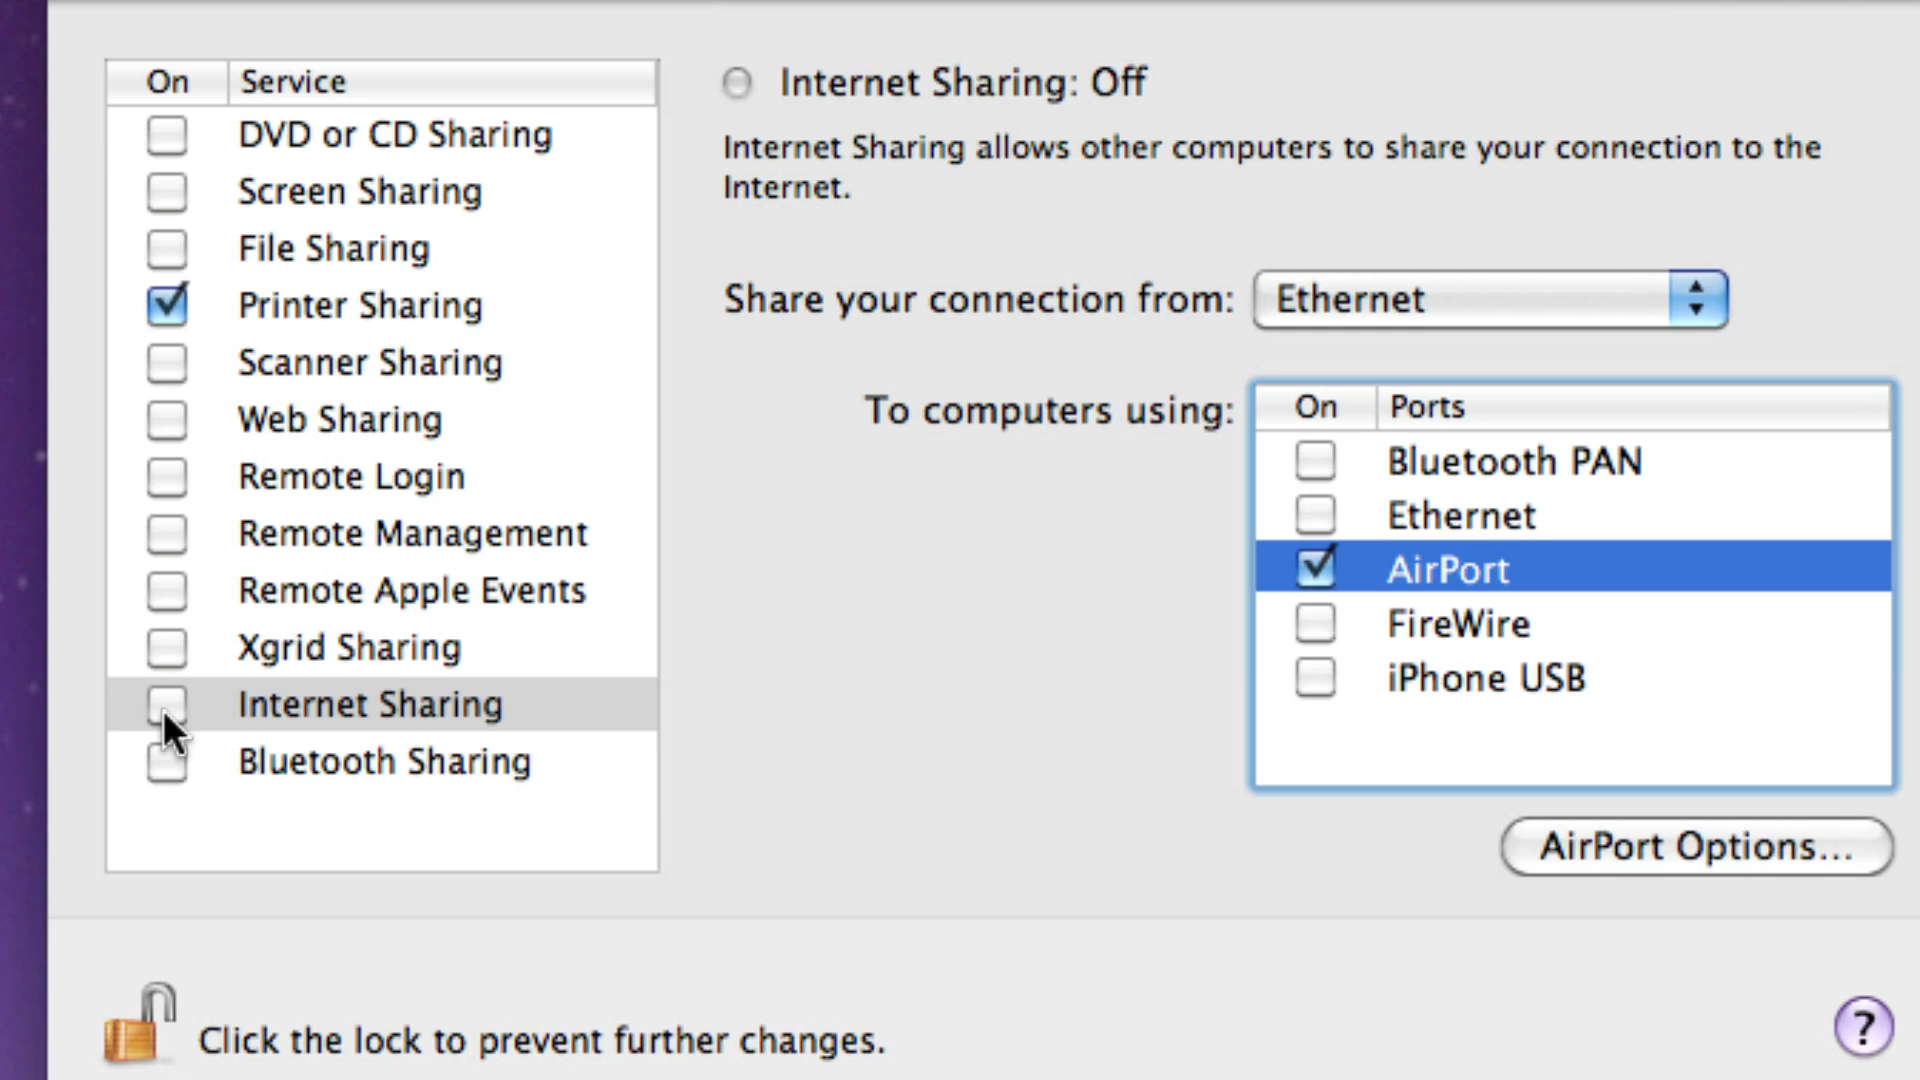 On Service
DVD or CD Sharing
Screen Sharing
File Sharing
Printer Sharing
Scanner Sharing
Web Sharing
Remote Login
Remote Management
Remote Apple Events
Xgrid Sharing
Internet Sharing
Bluetooth Sharing
Internet Sharing: Off
Internet Sharing allows other computers to share your connection to the
Internet.
Share your connection from: Ethernet
To computers using:
On Ports
Bluetooth PAN
Ethernet
AirPort
FireWire
iPhone USB
AirPort Options...
Click the lock to prevent further changes.
?